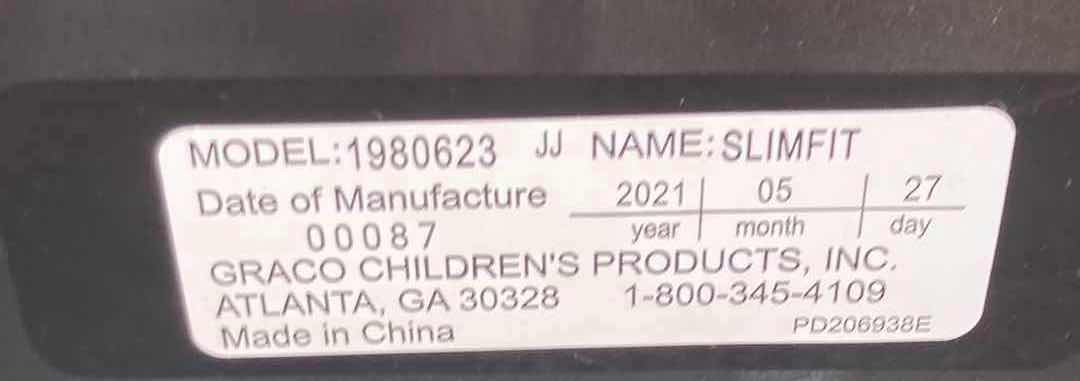 MODEL:1980623 JJ NAME:SLIMFIT
Date of Manufacture 2021 05 27
00087 year month day
GRACO CHILDREN'S PRODUCTS, INC.
ATLANTA, GA 30328 1-800-345-4109
Made in China PD206938E